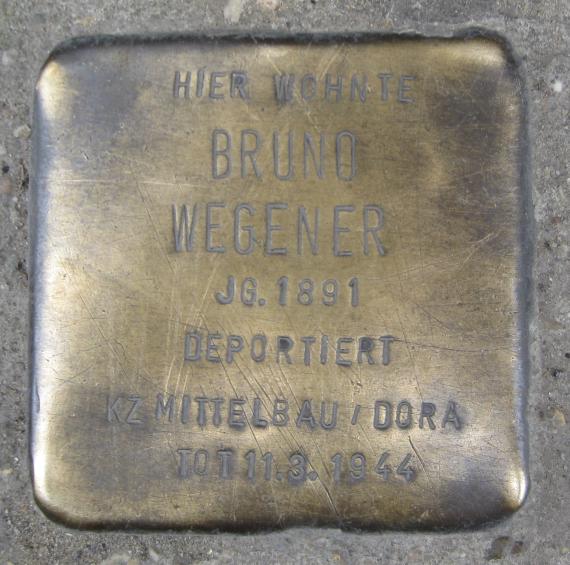 HIER WOHNTE
BRUNO
WEGENER
JG. 1891
DEPORTIERT
KZ MITTELBAU / DORA
TOT 11.3. 1944